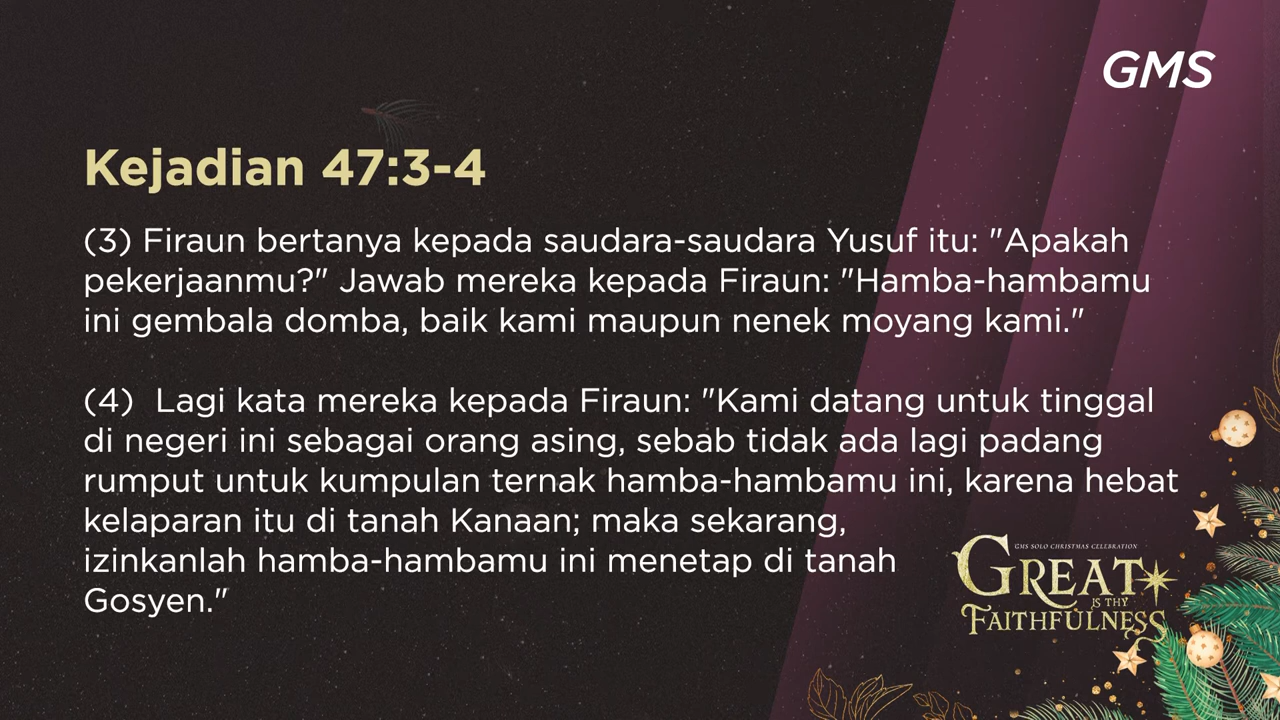 GMS
Kejadian 47:3-4
(3) Firaun bertanya kepada saudara-saudara Yusuf itu: "Apakah
pekerjaanmu?" Jawab mereka kepada Firaun: "Hamba-hambamu
ini gembala domba, baik kami maupun nenek moyang kami."
(4)  Lagi kata mereka kepada Firaun: "Kami datang untuk tinggal
di negeri ini sebagai orang asing, sebab tidak ada lagi padang
rumput untuk kumpulan ternak hamba-hambamu ini, karena hebat
kelaparan itu di tanah Kanaan; maka sekarang,
izinkanlah hamba-hambamu ini menetap di tanah
Gosyen."
GMS SOLO CHRISTMAS CELEBRATION
GREAT
IS THY
FAITHFULNESS